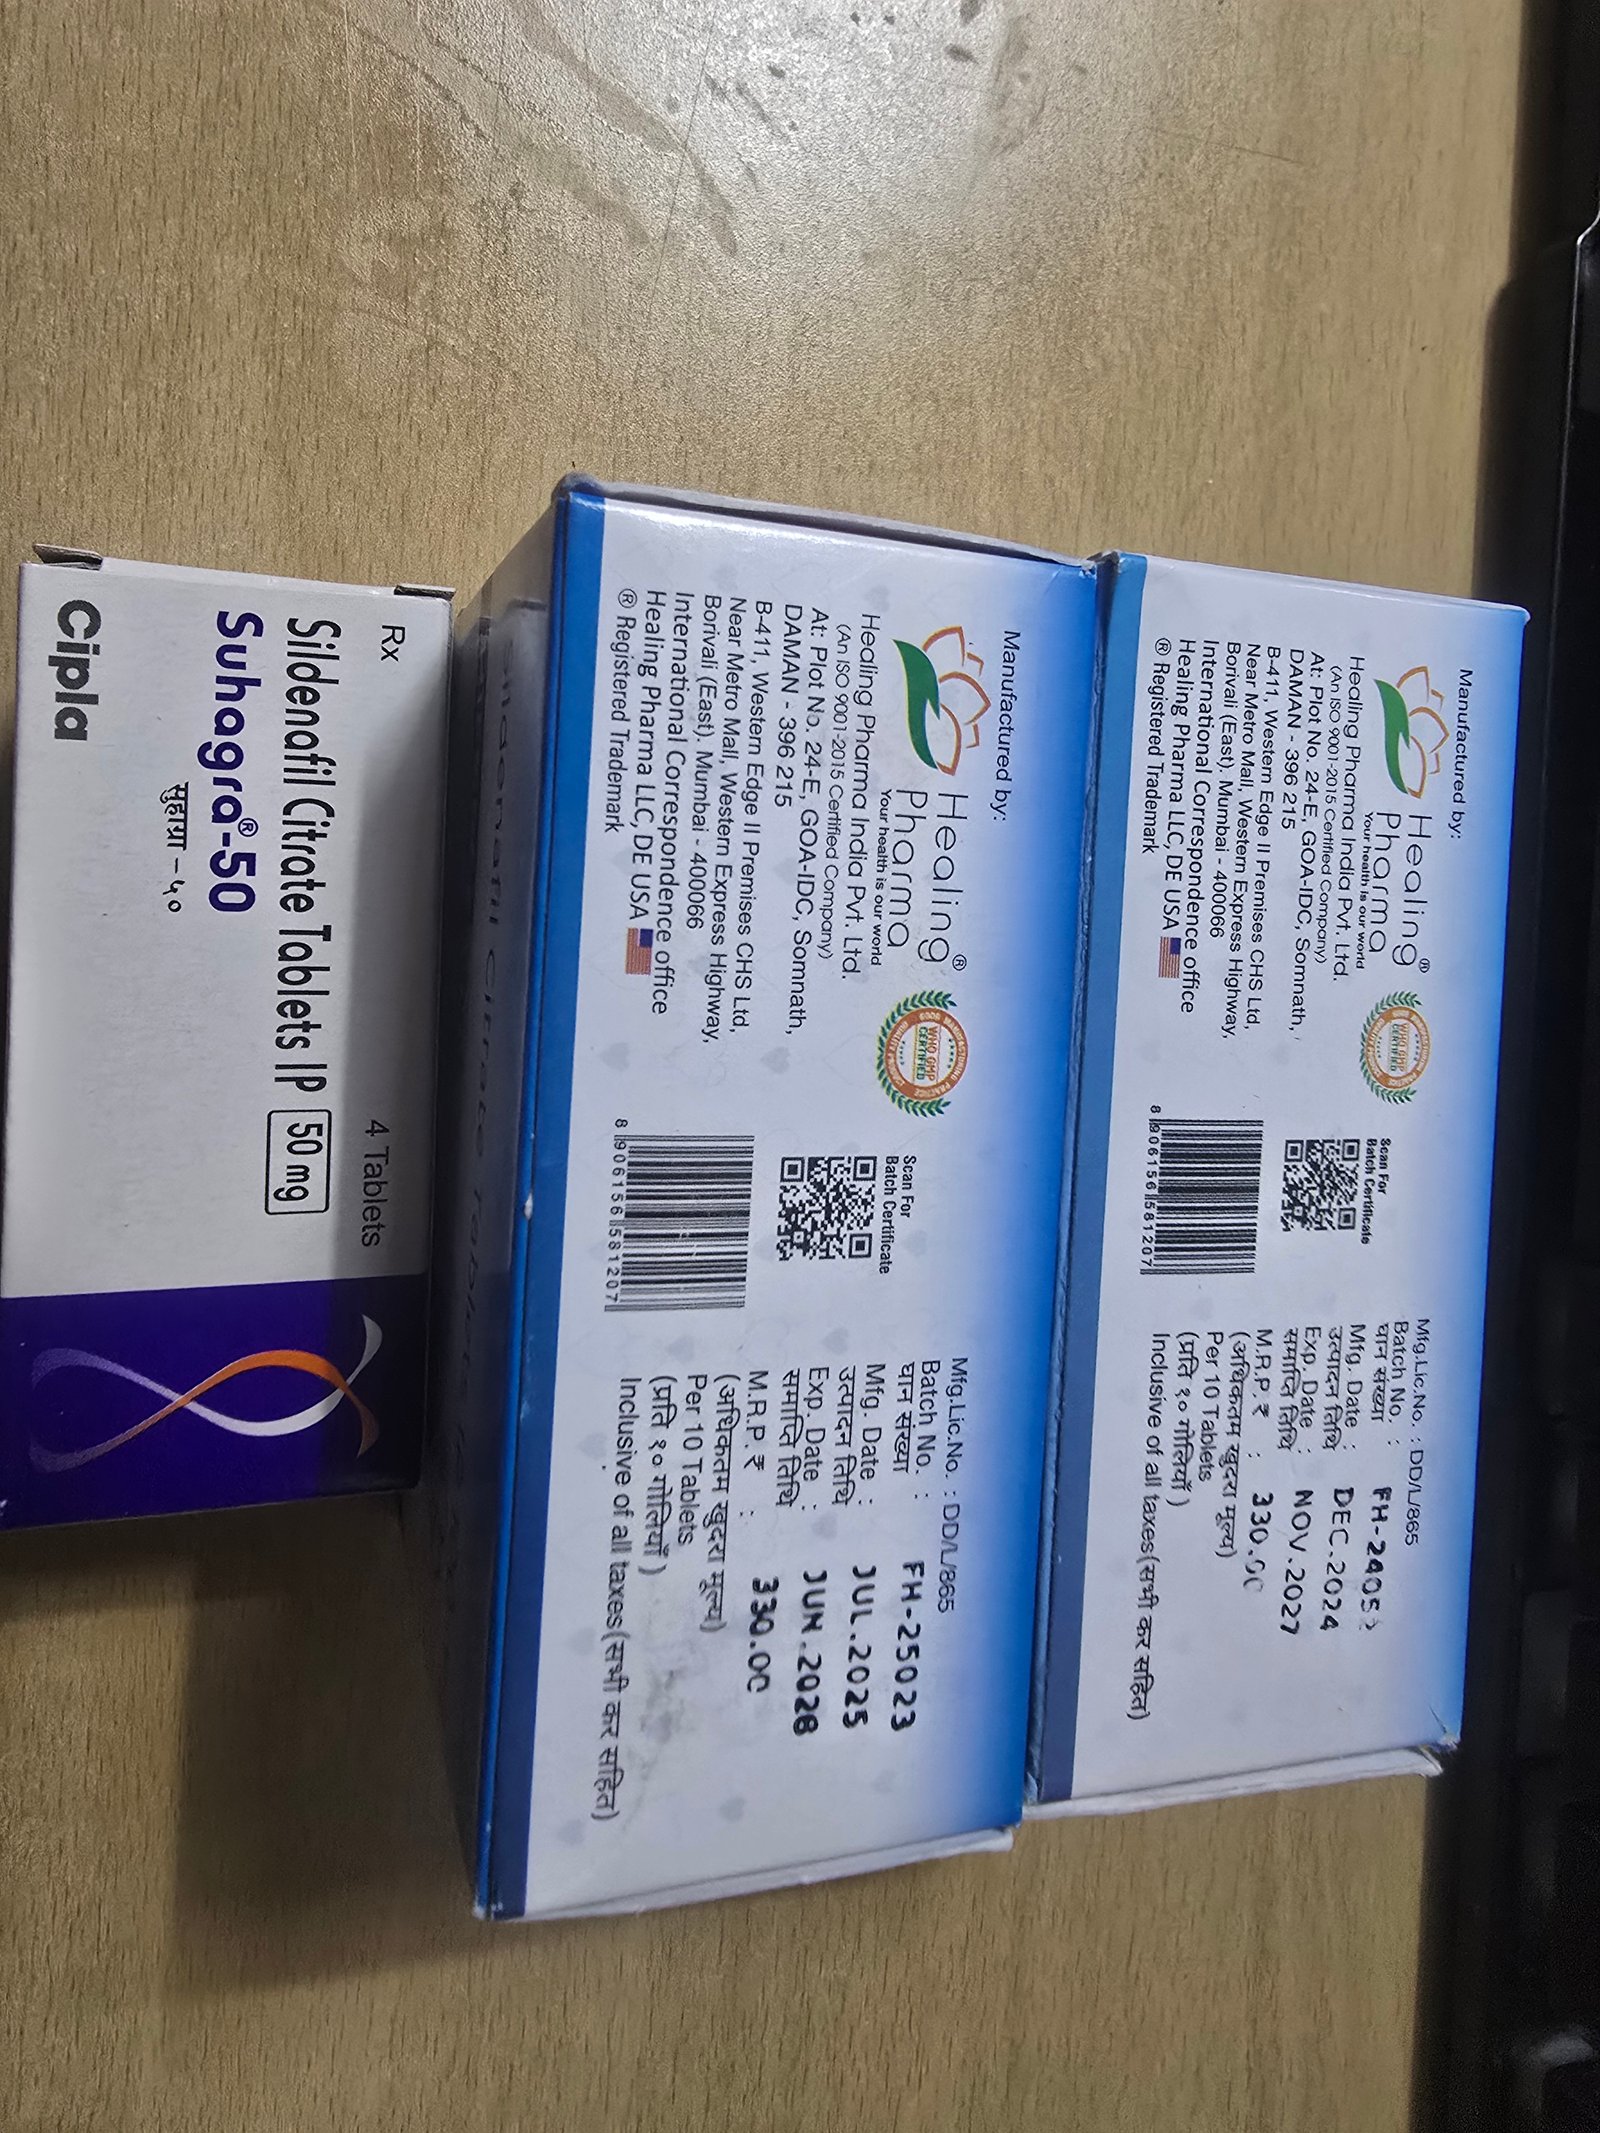 Manufactured by:
Healing®
Pharma
Your health is our world
WHO GMP
CERTIFIED
Healing Pharma India Pvt. Ltd.
(An ISO 9001-2015 Certified Company)
At: Plot No. 24-E, GOA-IDC, Somnath,
DAMAN - 396 215
B-411, Western Edge II Premises CHS Ltd,
Near Metro Mall, Western Express Highway,
Borivali (East). Mumbai - 400066
International Correspondence office
Healing Pharma LLC, DE USA
® Registered Trademark
Scan For
Batch Certificate
8 906156 581207
Mfg.Lic.No. : DD/L/865
Batch No. :
घान संख्या
Mfg. Date : DEC.2024
उत्पादन तिथि
Exp. Date : NOV.2027
समाप्ति तिथि
M.R.P. ₹ : 330.00
(अधिकतम खुदरा मूल्य)
Per 10 Tablets
(प्रति १० गोलियाँ)
Inclusive of all taxes(सभी कर सहित)
Manufactured by:
Healing®
Pharma
Your health is our world
GOOD MANUFACTURING PRACTICE
WHO GMP
CERTIFIED
Healing Pharma India Pvt. Ltd.
(An ISO 9001-2015 Certified Company)
At: Plot No. 24-E, GOA-IDC, Somnath,
DAMAN - 396 215
B-411, Western Edge II Premises CHS Ltd,
Near Metro Mall, Western Express Highway,
Borivali (East). Mumbai - 400066
International Correspondence office
Healing Pharma LLC, DE USA
® Registered Trademark
Scan For
Batch Certificate
8 906156 581207
Mfg.Lic.No. : DD/L/865
Batch No. : FH-25023
घान संख्या
Mfg. Date : JUL.2025
उत्पादन तिथि
Exp. Date : JUN.2028
समाप्ति तिथि
M.R.P. ₹ : 330.00
(अधिकतम खुदरा मूल्य)
Per 10 Tablets
(प्रति १० गोलियाँ)
Inclusive of all taxes(सभी कर सहित)
Rx
4 Tablets
Sildenafil Citrate Tablets IP 50 mg
Suhagra®-50
सुहाग्रा – ५०
Cipla